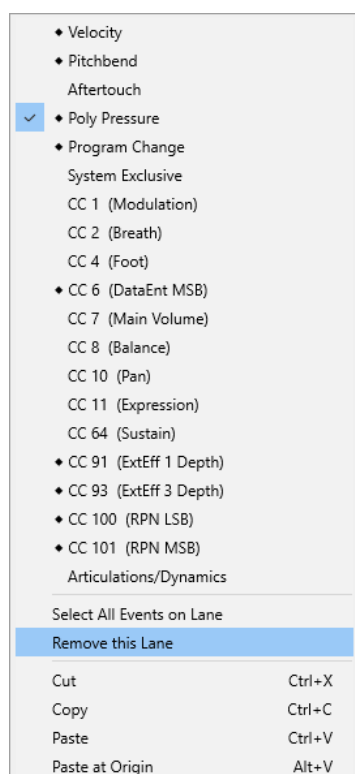 ◆ Velocity
◆ Pitchbend
Aftertouch
✓ ◆ Poly Pressure
◆ Program Change
System Exclusive
CC 1 (Modulation)
CC 2 (Breath)
CC 4 (Foot)
◆ CC 6 (DataEnt MSB)
CC 7 (Main Volume)
CC 8 (Balance)
CC 10 (Pan)
CC 11 (Expression)
CC 64 (Sustain)
◆ CC 91 (ExtEff 1 Depth)
◆ CC 93 (ExtEff 3 Depth)
◆ CC 100 (RPN LSB)
◆ CC 101 (RPN MSB)
Articulations/Dynamics
Select All Events on Lane
Remove this Lane
Cut Ctrl+X
Copy Ctrl+C
Paste Ctrl+V
Paste at Origin Alt+V